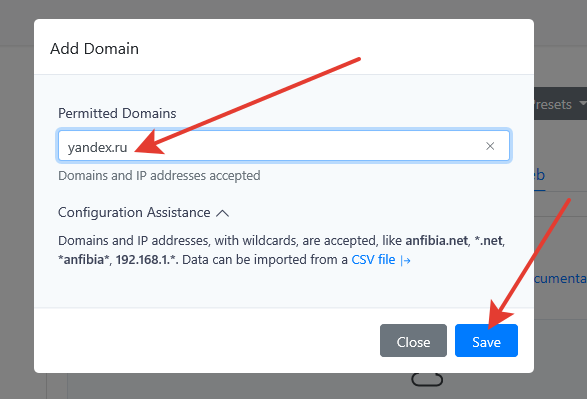 Add Domain
Permitted Domains
Presets
yandex.ru
Domains and IP addresses accepted
Configuration Assistance
Domains and IP addresses, with wildcards, are accepted, like anfibia.net, *.net,
*anfibia*, 192.168.1.*. Data can be imported from a CSV file
Close
Save